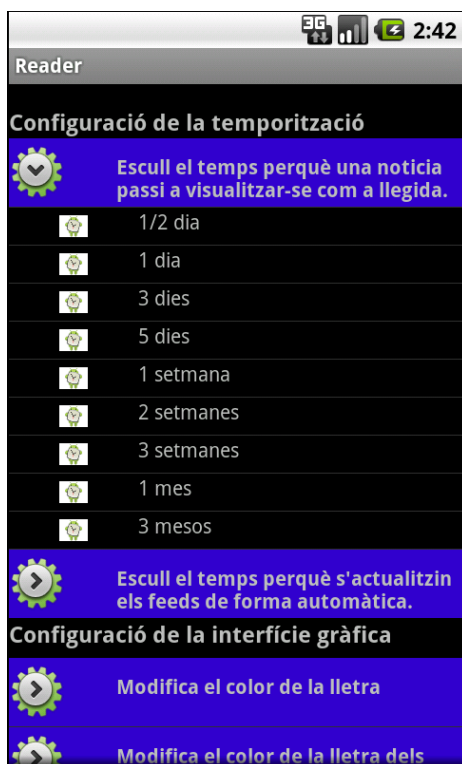 3G 2:42
Reader
Configuració de la temporització
Escull el temps perquè una noticia
passi a visualitzar-se com a llegida.
1/2 dia
1 dia
3 dies
5 dies
1 setmana
2 setmanes
3 setmanes
1 mes
3 mesos
Escull el temps perquè s'actualitzin
els feeds de forma automàtica.
Configuració de la interfície gràfica
Modifica el color de la lletra
Modifica el color de la lletra dels